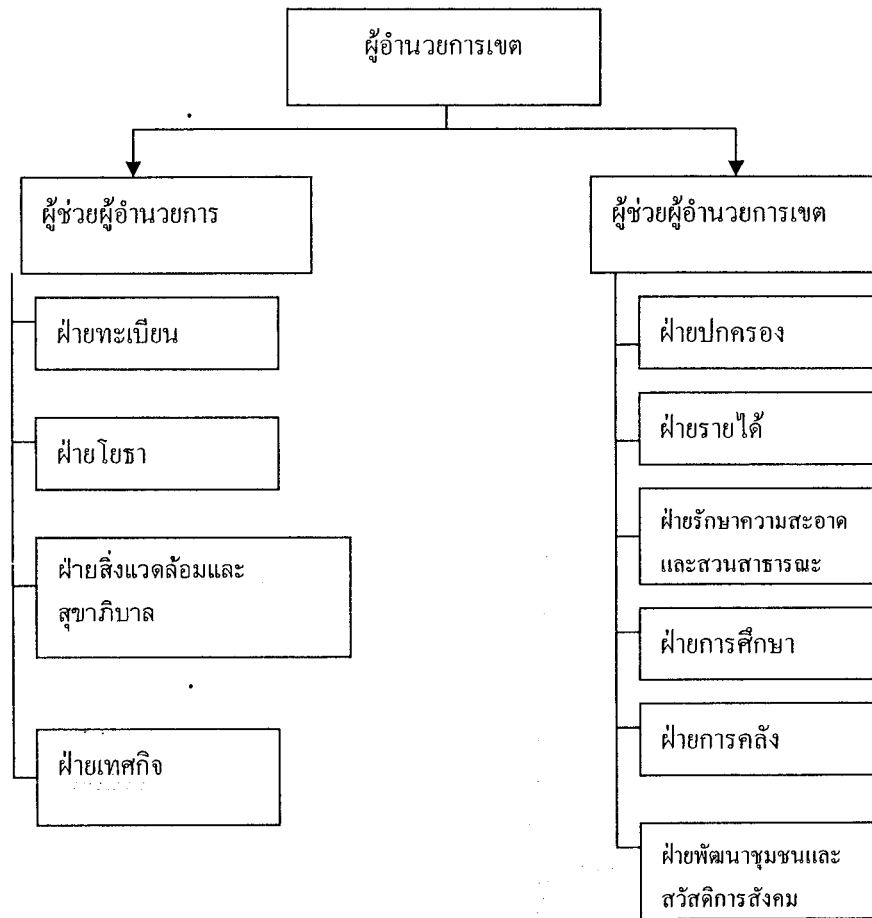 ผู้อำนวยการเขต
ผู้ช่วยผู้อำนวยการ
ฝ่ายทะเบียน
ฝ่ายโยธา
ฝ่ายสิ่งแวดล้อมและ
สุขาภิบาล
ฝ่ายเทศกิจ
ผู้ช่วยผู้อำนวยการเขต
ฝ่ายปกครอง
ฝ่ายรายได้
ฝ่ายรักษาความสะอาด
และสวนสาธารณะ
ฝ่ายการศึกษา
ฝ่ายการคลัง
ฝ่ายพัฒนาชุมชนและ
สวัสดิการสังคม